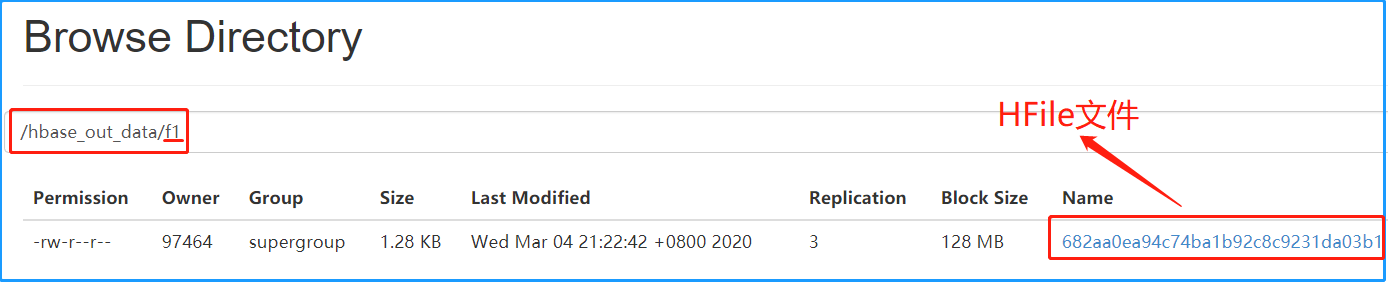 Browse Directory
/hbase_out_data/f1
HFile文件
Permission Owner Group Size Last Modified Replication Block Size Name
-rw-r--r-- 97464 supergroup 1.28 KB Wed Mar 04 21:22:42 +0800 2020 3 128 MB 682aa0ea94c74ba1b92c8c9231da03b1